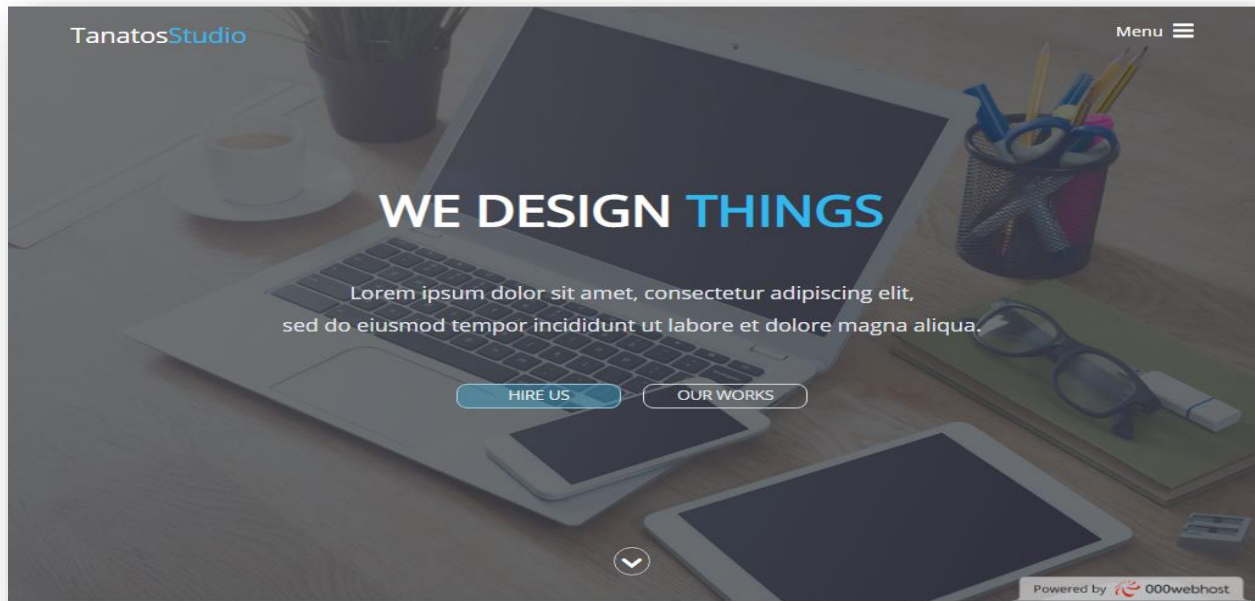 TanatosStudio
Menu
WE DESIGN THINGS
Lorem ipsum dolor sit amet, consectetur adipiscing elit,
sed do eiusmod tempor incididunt ut labore et dolore magna aliqua.
HIRE US
OUR WORKS
Powered by 000webhost